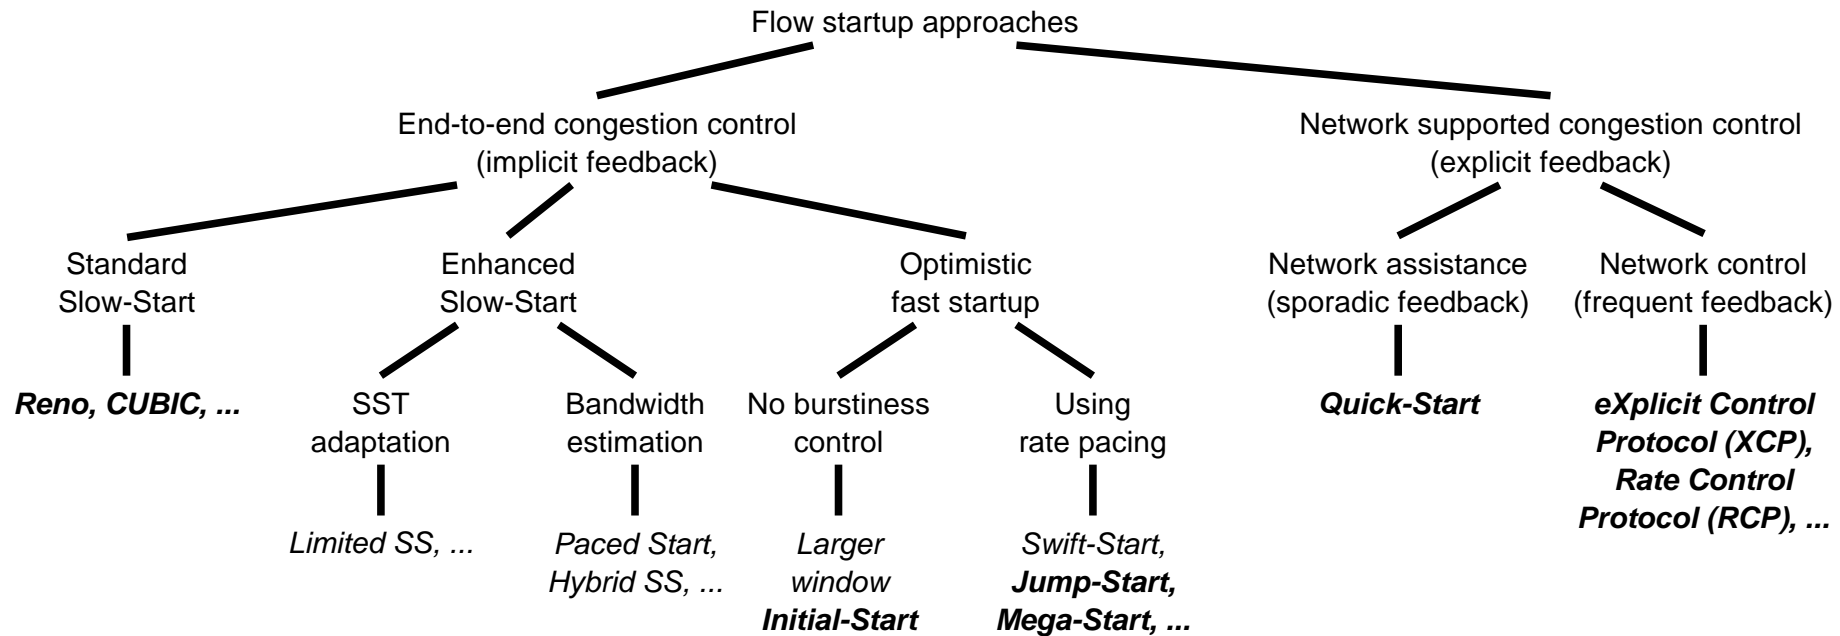 Flow startup approaches
End-to-end congestion control
(implicit feedback)
Network supported congestion control
(explicit feedback)
Standard
Slow-Start
Enhanced
Slow-Start
Optimistic
fast startup
Network assistance
(sporadic feedback)
Network control
(frequent feedback)
Reno, CUBIC, ...
SST
adaptation
Bandwidth
estimation
No burstiness
control
Using
rate pacing
Quick-Start
eXplicit Control
Protocol (XCP),
Rate Control
Protocol (RCP), ...
Limited SS, ...
Paced Start,
Hybrid SS, ...
Larger
window
Initial-Start
Swift-Start,
Jump-Start,
Mega-Start, ...